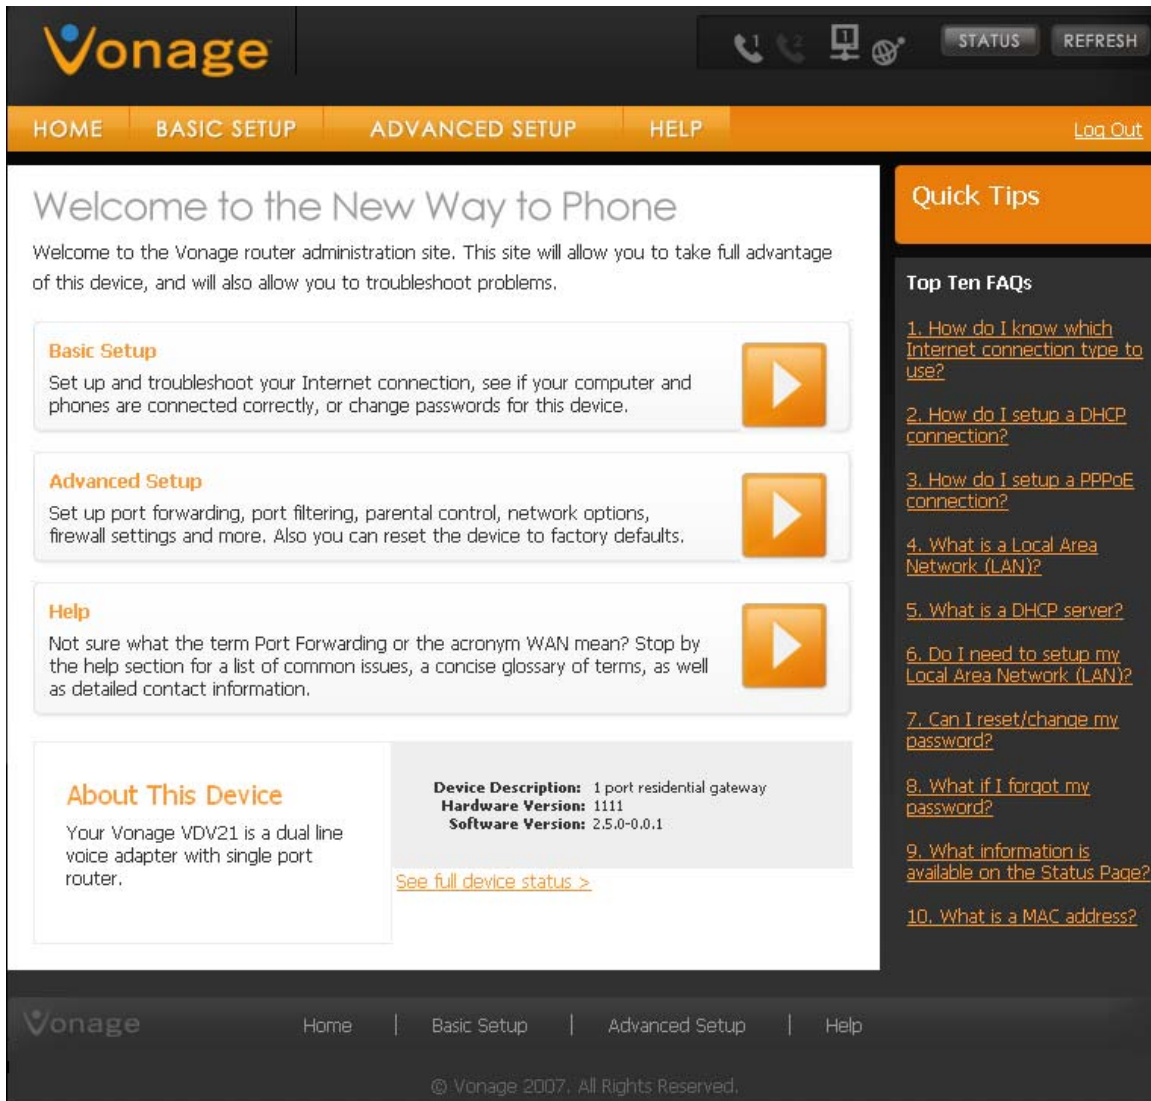 Vonage
1
2
1
STATUS
REFRESH
HOME
BASIC SETUP
ADVANCED SETUP
HELP
Log Out
Welcome to the New Way to Phone
Welcome to the Vonage router administration site. This site will allow you to take full advantage
of this device, and will also allow you to troubleshoot problems.
Basic Setup
Set up and troubleshoot your Internet connection, see if your computer and
phones are connected correctly, or change passwords for this device.
Advanced Setup
Set up port forwarding, port filtering, parental control, network options,
firewall settings and more. Also you can reset the device to factory defaults.
Help
Not sure what the term Port Forwarding or the acronym WAN mean? Stop by
the help section for a list of common issues, a concise glossary of terms, as well
as detailed contact information.
About This Device
Your Vonage VDV21 is a dual line
voice adapter with single port
router.
Device Description: 1 port residential gateway
Hardware Version: 1111
Software Version: 2.5.0-0.0.1
See full device status >
Quick Tips
Top Ten FAQs
1. How do I know which
Internet connection type to
use?
2. How do I setup a DHCP
connection?
3. How do I setup a PPPoE
connection?
4. What is a Local Area
Network (LAN)?
5. What is a DHCP server?
6. Do I need to setup my
Local Area Network (LAN)?
7. Can I reset/change my
password?
8. What if I forgot my
password?
9. What information is
available on the Status Page?
10. What is a MAC address?
Vonage
Home | Basic Setup | Advanced Setup | Help
© Vonage 2007. All Rights Reserved.